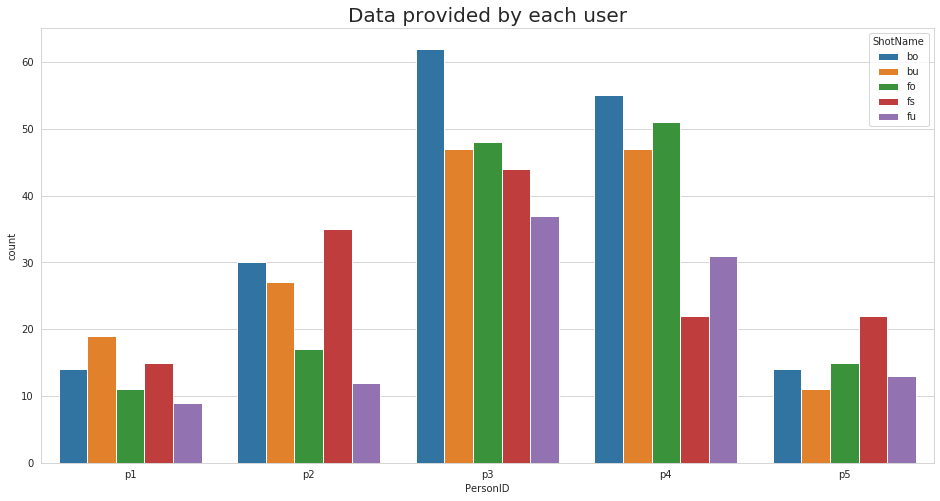 Data provided by each user
ShotName
bo
bu
fo
fs
fu
60
50
40
30
20
10
0
count
p1 p2 p3 p4 p5
PersonID